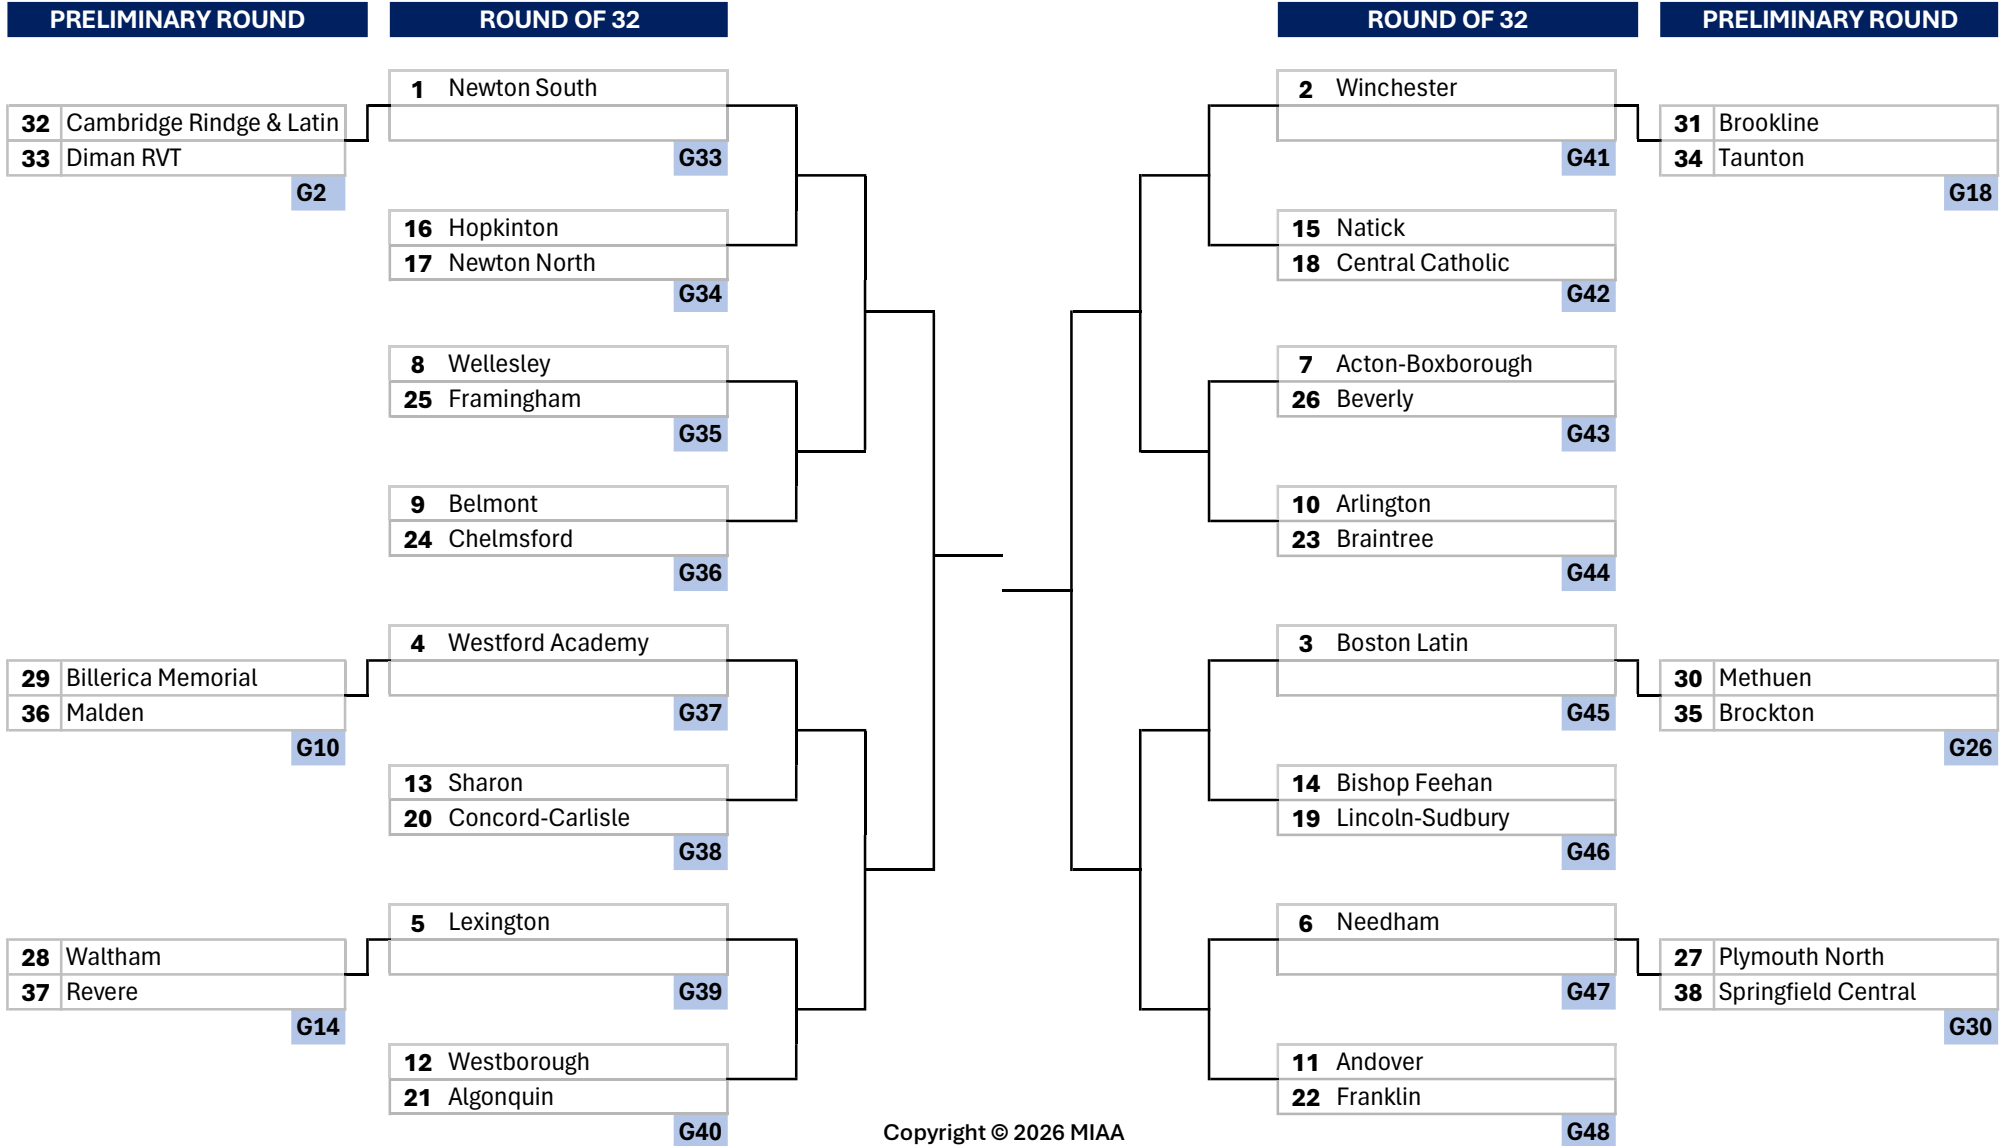 PRELIMINARY ROUND
ROUND OF 32
ROUND OF 32
PRELIMINARY ROUND
32 Cambridge Rindge & Latin
33 Diman RVT
G2
29 Billerica Memorial
36 Malden
G10
28 Waltham
37 Revere
G14
1 Newton South
G33
16 Hopkinton
17 Newton North
G34
8 Wellesley
25 Framingham
G35
9 Belmont
24 Chelmsford
G36
4 Westford Academy
G37
13 Sharon
20 Concord-Carlisle
G38
5 Lexington
G39
12 Westborough
21 Algonquin
G40
2 Winchester
G41
15 Natick
18 Central Catholic
G42
7 Acton-Boxborough
26 Beverly
G43
10 Arlington
23 Braintree
G44
3 Boston Latin
G45
14 Bishop Feehan
19 Lincoln-Sudbury
G46
6 Needham
G47
11 Andover
22 Franklin
G48
31 Brookline
34 Taunton
G18
30 Methuen
35 Brockton
G26
27 Plymouth North
38 Springfield Central
G30
Copyright © 2026 MIAA